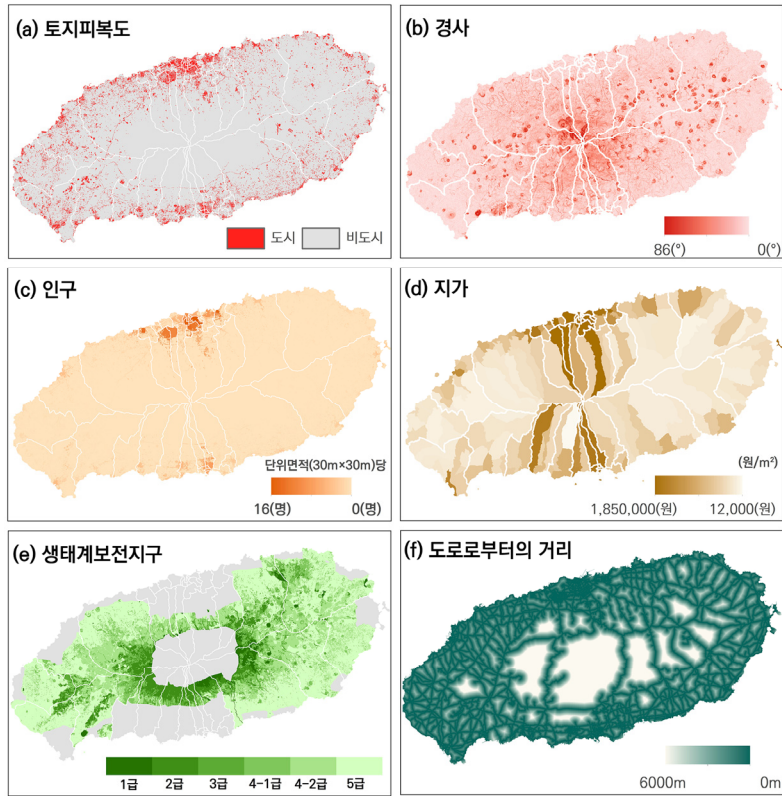 (a) 토지피복도
도시 비도시
(b) 경사
86(°) 0(°)
(c) 인구
단위면적(30m×30m)당
16(명) 0(명)
(d) 지가
(원/m²)
1,850,000(원) 12,000(원)
(e) 생태계보전지구
1급 2급 3급 4-1급 4-2급 5급
(f) 도로로부터의 거리
6000m 0m